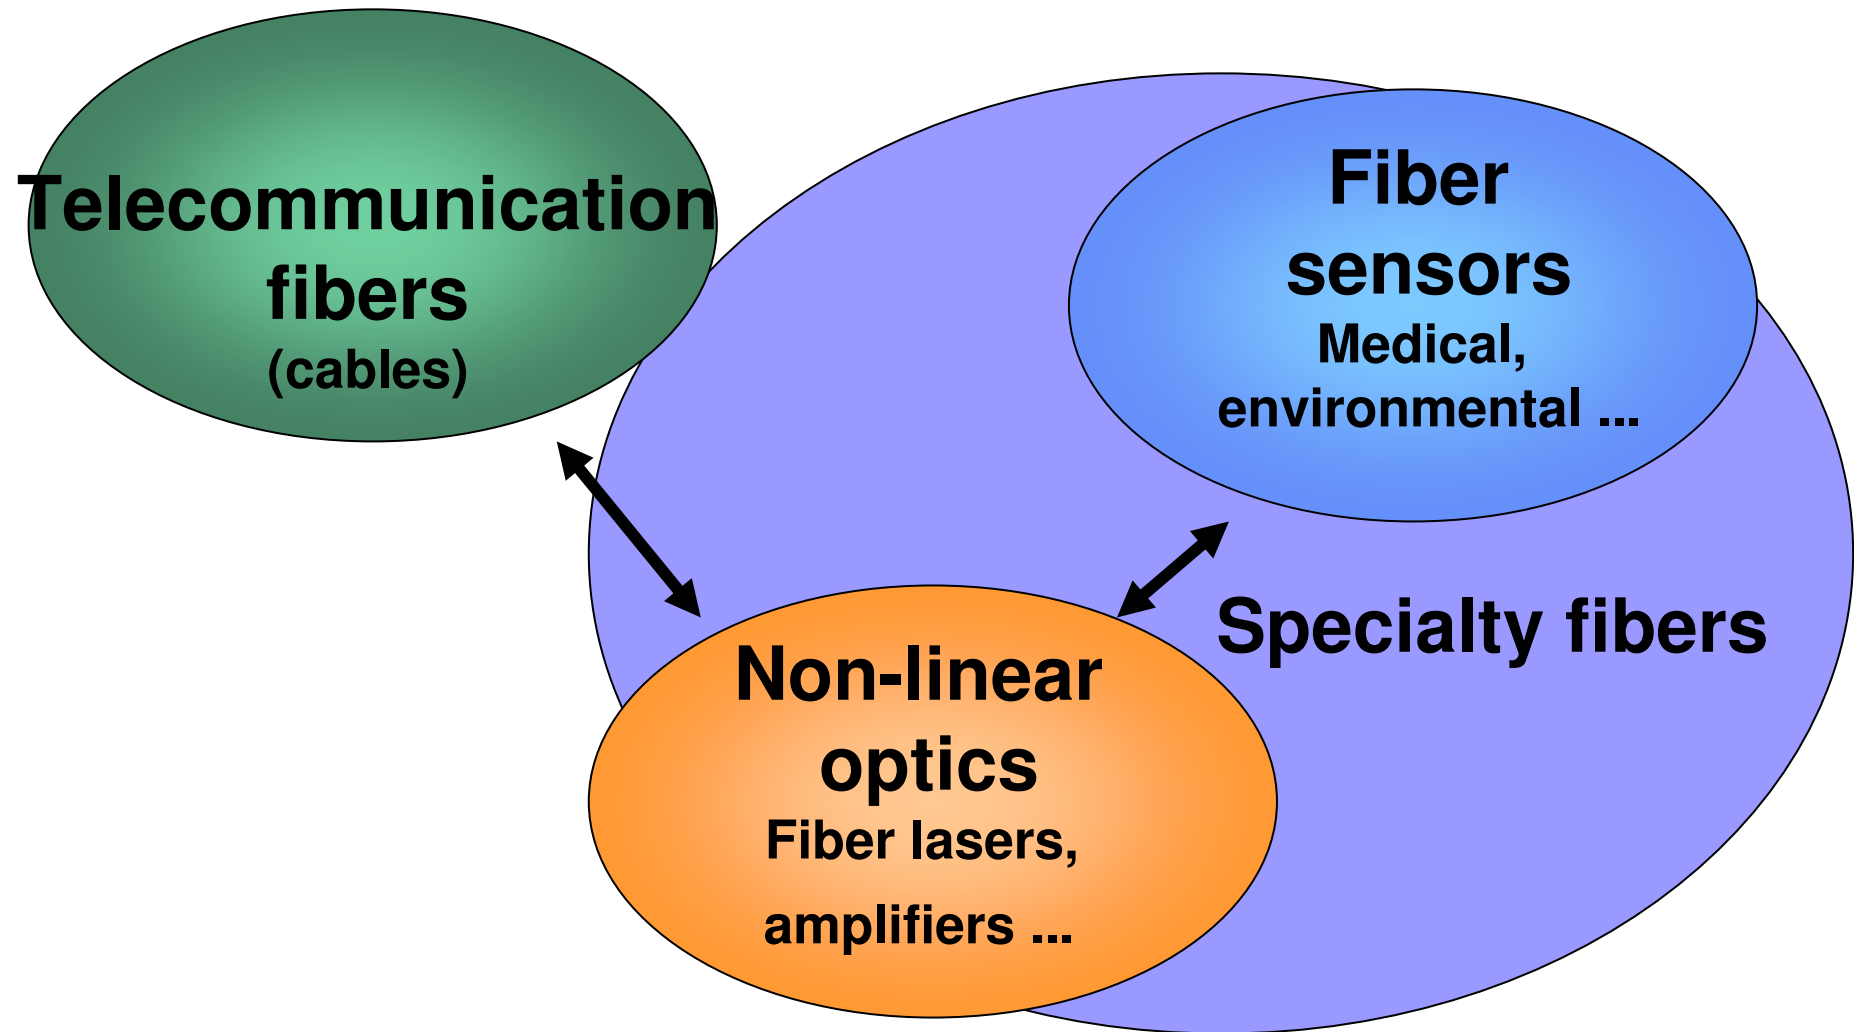 Telecommunication
fibers
(cables)
Fiber
sensors
Medical,
environmental ...
Specialty fibers
Non-linear
optics
Fiber lasers,
amplifiers ...